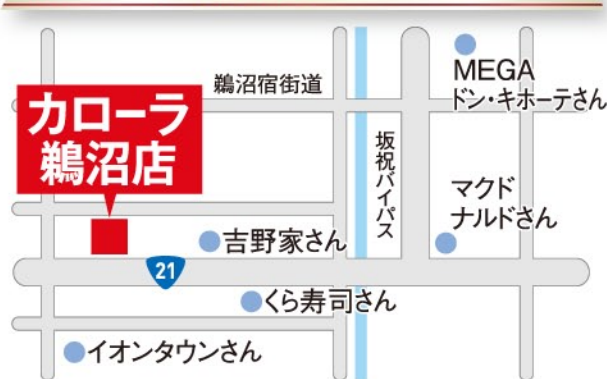 鵜沼宿街道
MEGA
ドン・キホーテさん
カローラ
鵜沼店
坂祝バイパス
マクド
ナルドさん
吉野家さん
21
くら寿司さん
イオンタウンさん